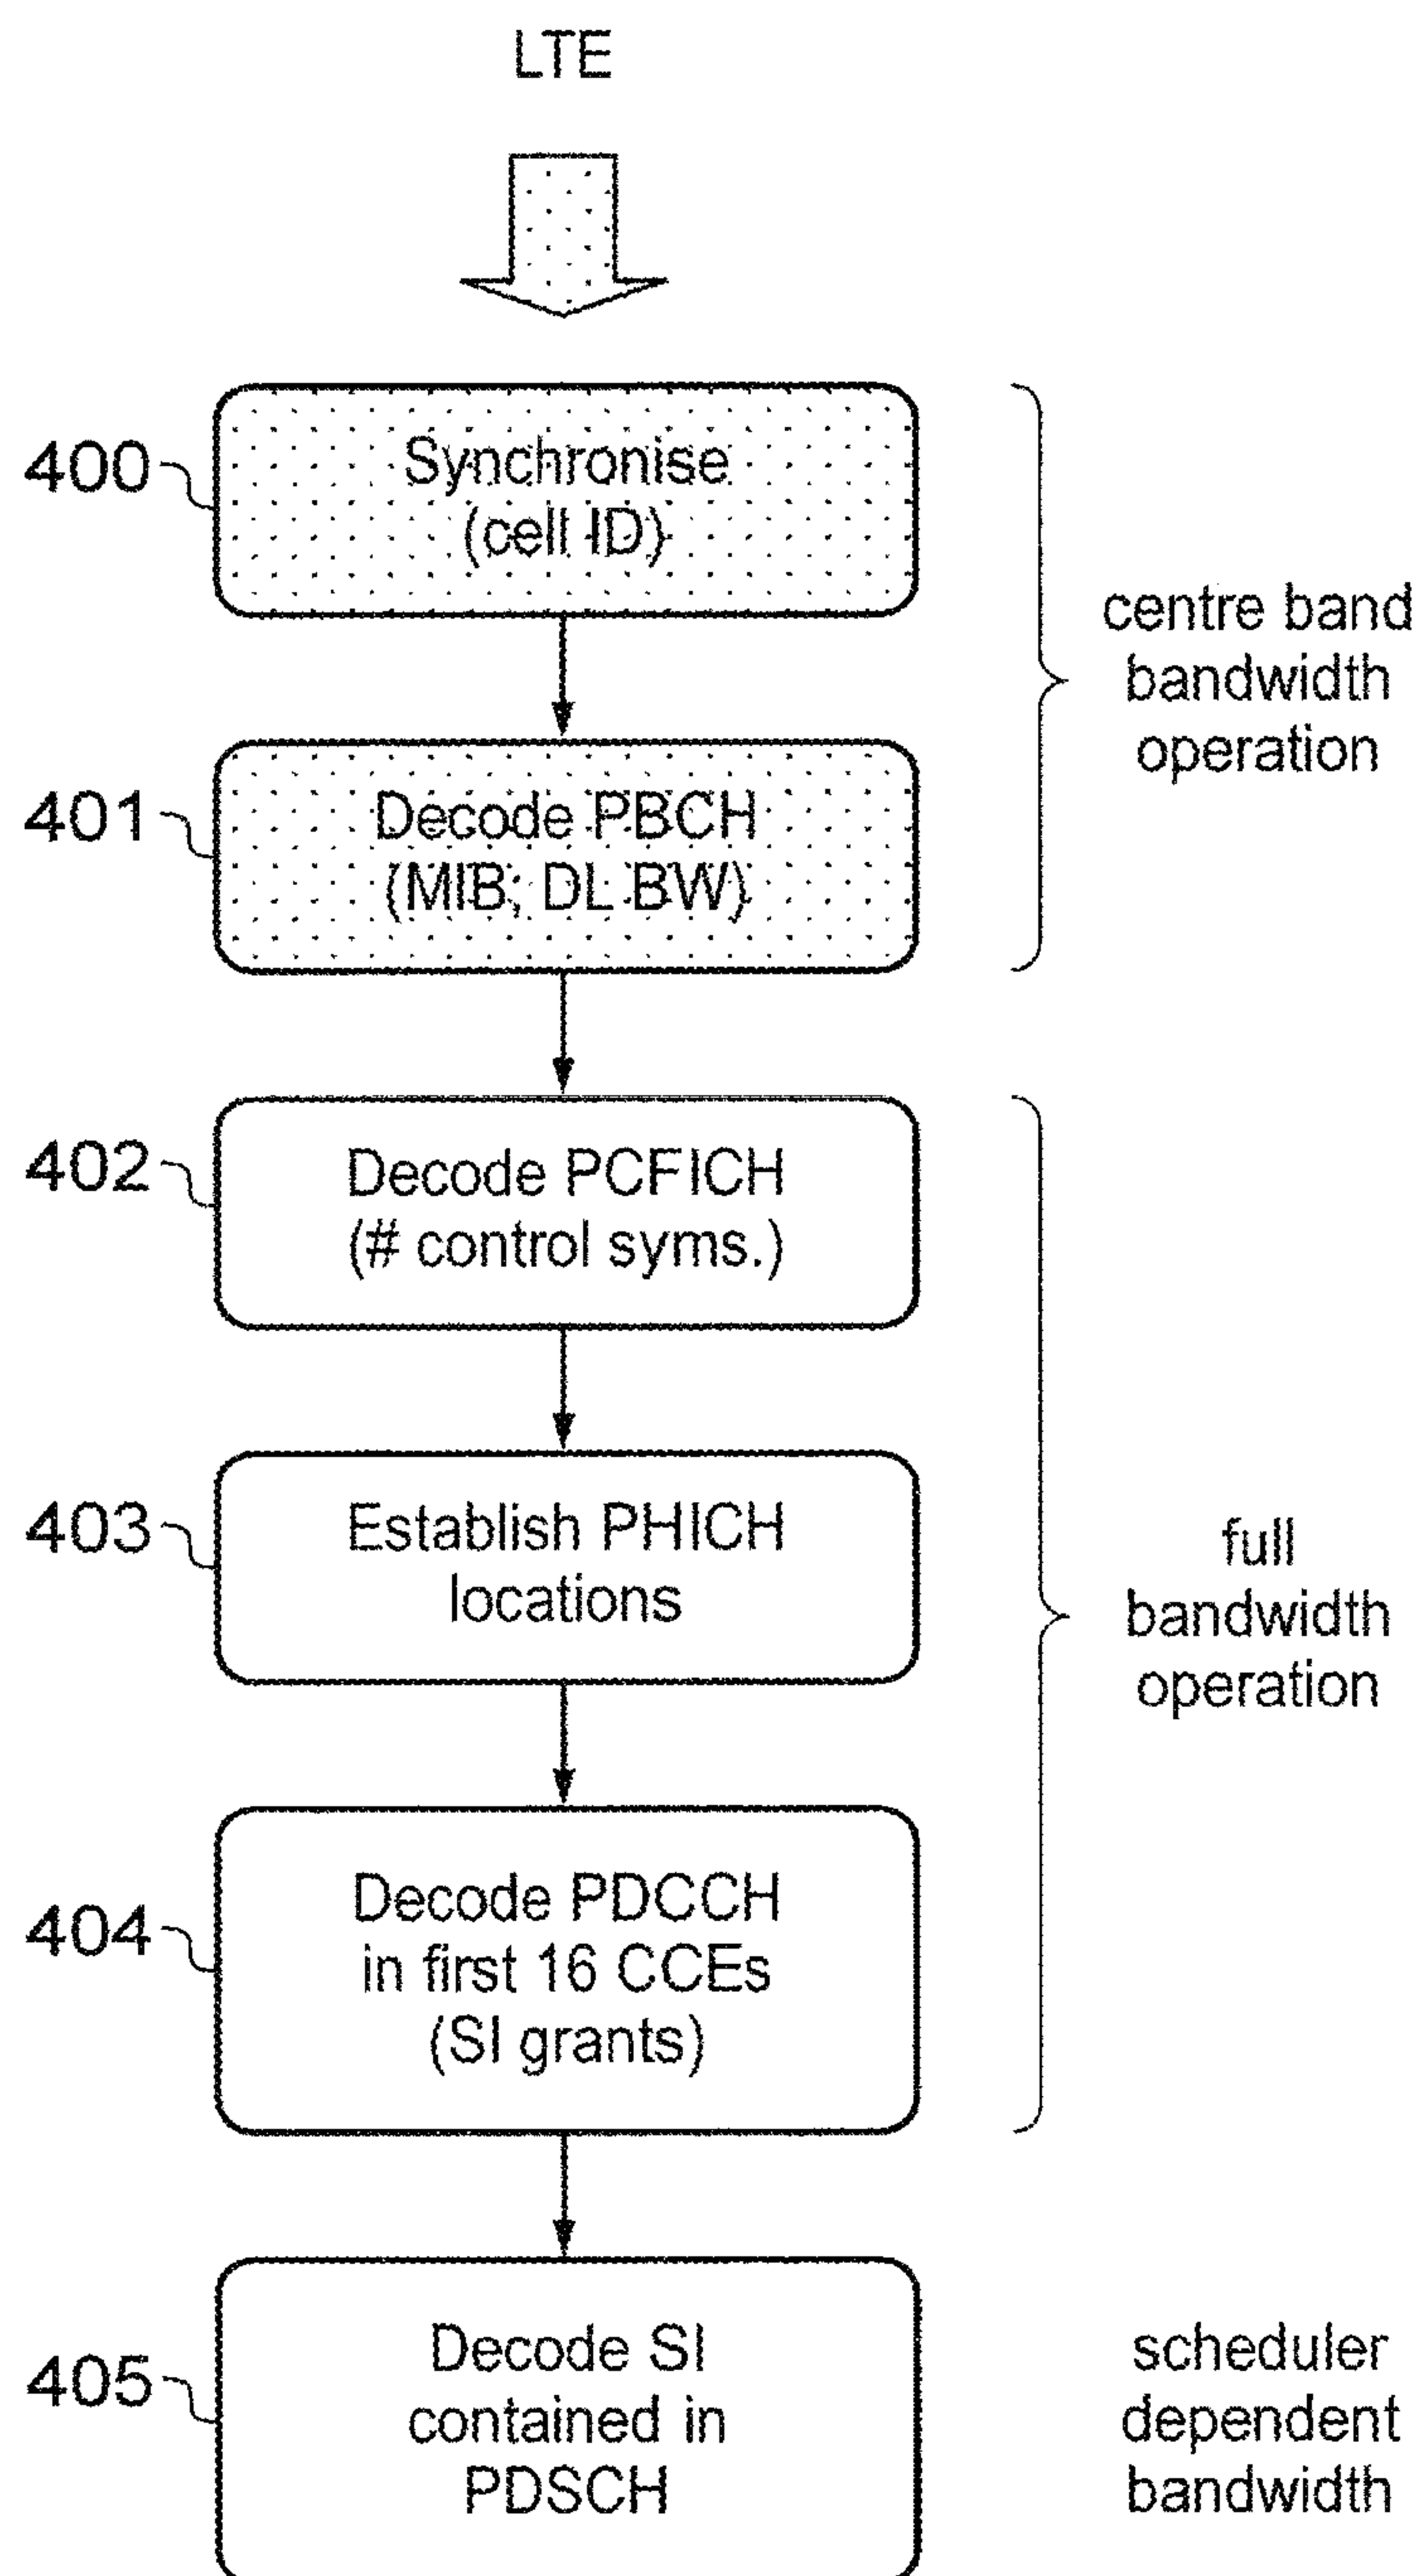 LTE
400
Synchronise
(cell ID)
centre band
bandwidth
operation
401
Decode PBCH
(MIB; DL BW)
402
Decode PCFICH
(# control syms.)
403
Establish PHICH
locations
full
bandwidth
operation
404
Decode PDCCH
in first 16 CCEs
(SI grants)
405
Decode SI
contained in
PDSCH
scheduler
dependent
bandwidth